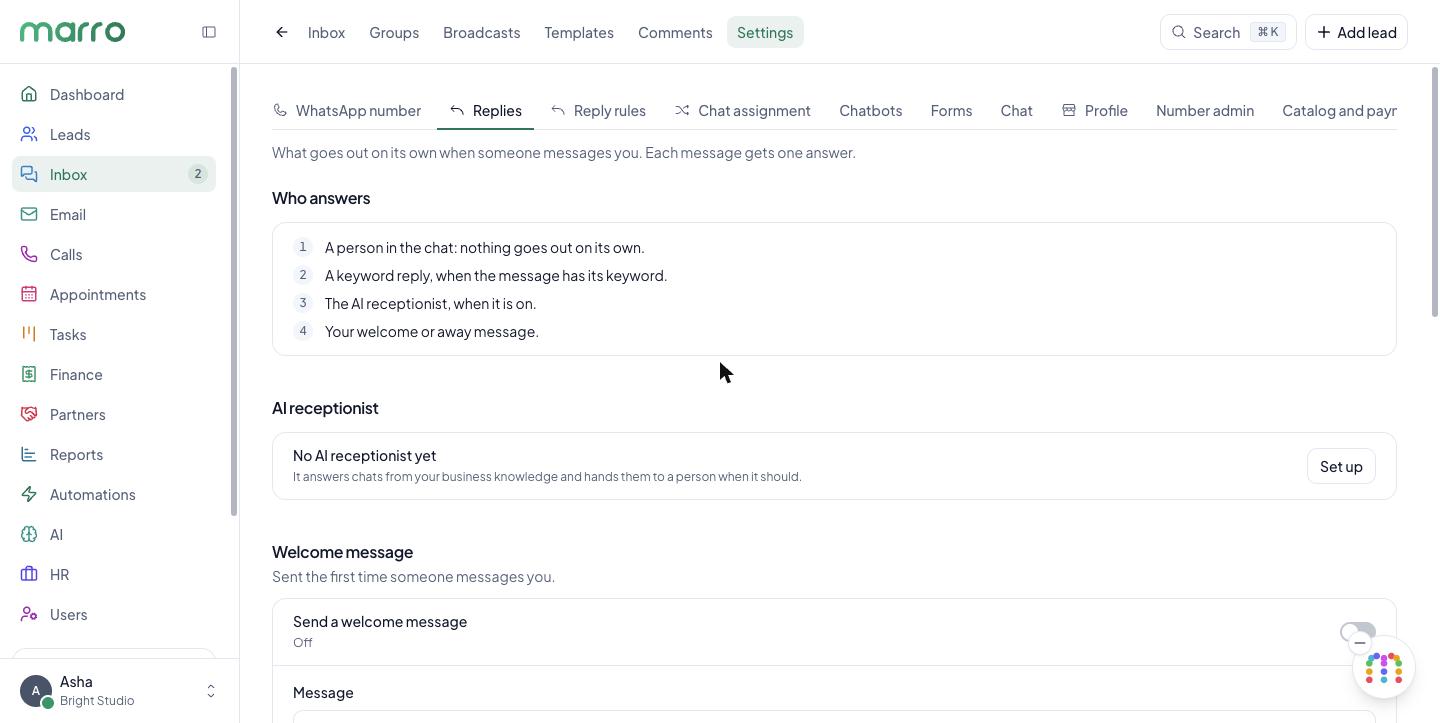 marro
Inbox
Groups
Broadcasts
Templates
Comments
Settings
Search
⌘ K
Add lead
Dashboard
Leads
Inbox
2
Email
Calls
Appointments
Tasks
Finance
Partners
Reports
Automations
AI
HR
Users
A
Asha
Bright Studio
WhatsApp number
Replies
Reply rules
Chat assignment
Chatbots
Forms
Chat
Profile
Number admin
Catalog and
What goes out on its own when someone messages you. Each message gets one answer.
Who answers
1 A person in the chat: nothing goes out on its own.
2 A keyword reply, when the message has its keyword.
3 The AI receptionist, when it is on.
4 Your welcome or away message.
AI receptionist
No AI receptionist yet
It answers chats from your business knowledge and hands them to a person when it should.
Set up
Welcome message
Sent the first time someone messages you.
Send a welcome message
Off
Message